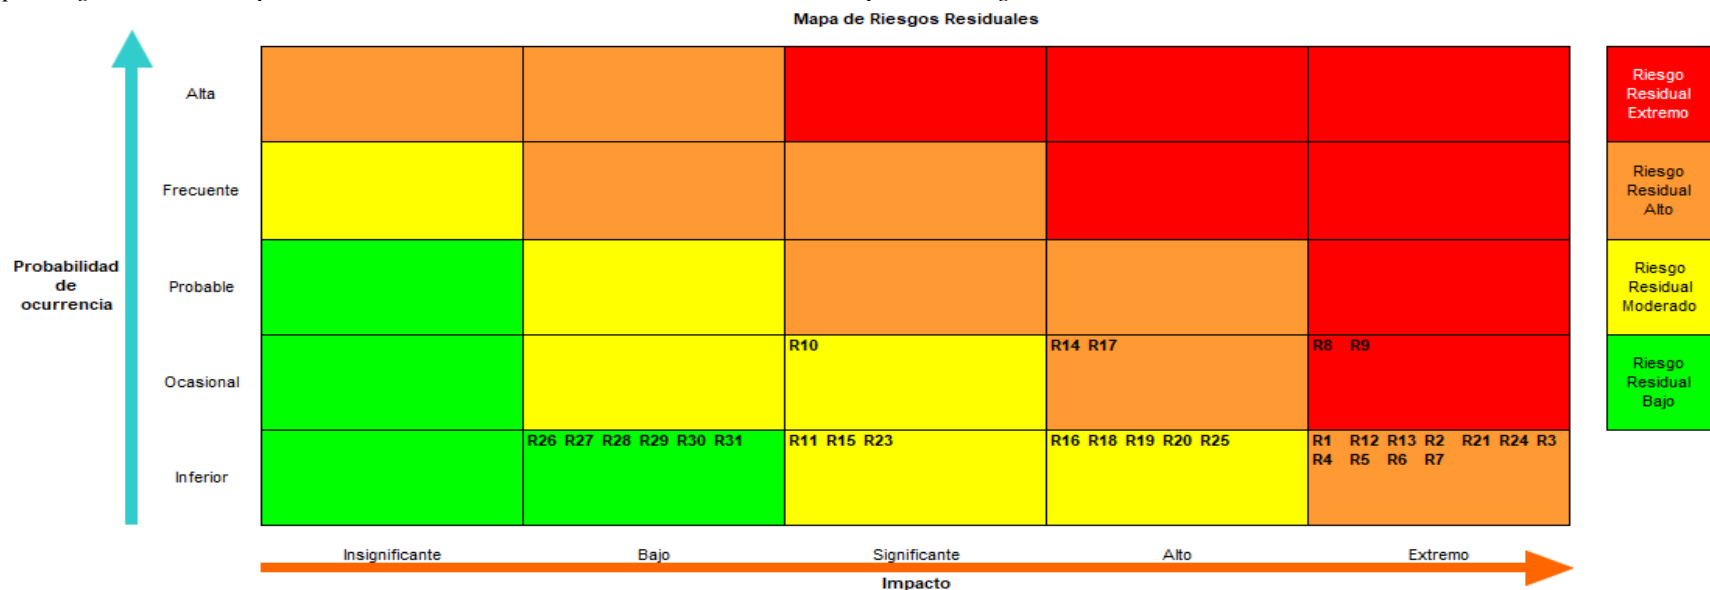 Mapa de Riesgos Residuales
Alta
Frecuente
Probabilidad
de
ocurrencia
Probable
Ocasional
R10
R14 R17
R8 R9
Inferior
R26 R27 R28 R29 R30 R31
R11 R15 R23
R16 R18 R19 R20 R25
R1 R12 R13 R2 R21 R24 R3
R4 R5 R6 R7
Insignificante
Bajo
Significante
Alto
Extremo
Impacto
Riesgo
Residual
Extremo
Riesgo
Residual
Alto
Riesgo
Residual
Moderado
Riesgo
Residual
Bajo